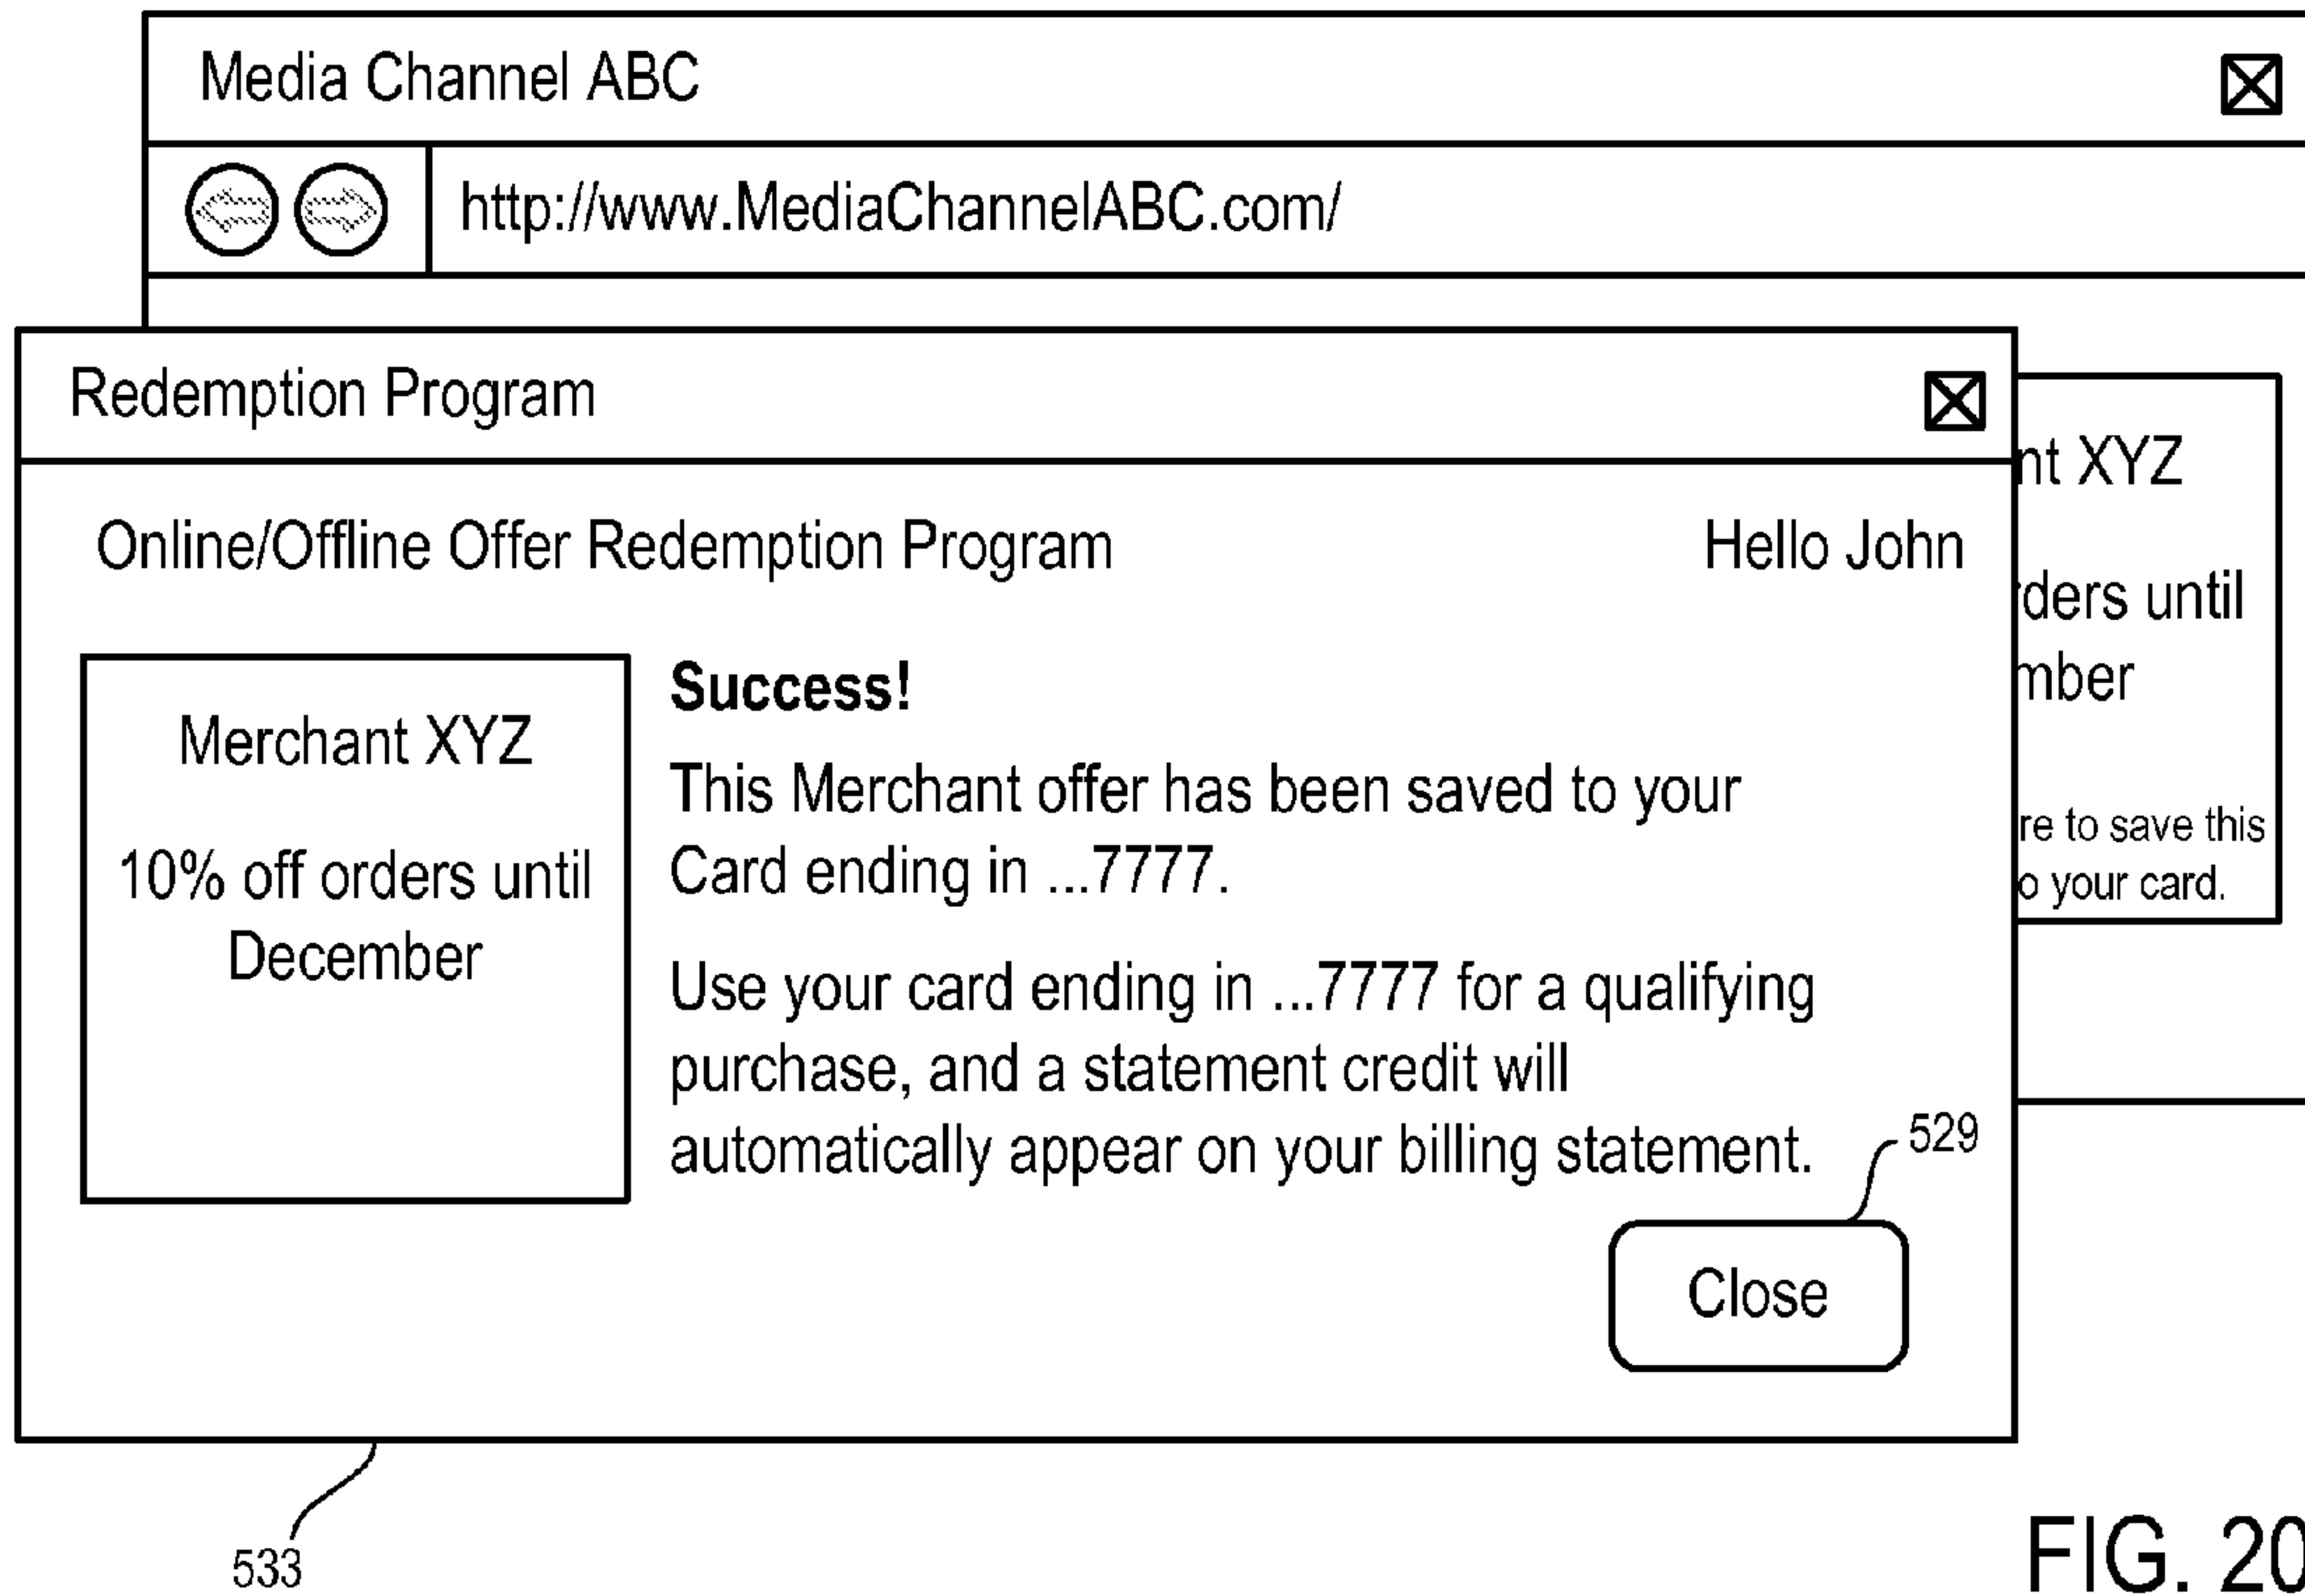 Media Channel ABC
http://www.MediaChannelABC.com/
Redemption Program
Online/Offline Offer Redemption Program
Hello John
Merchant XYZ
10% off orders until
December
Success!
This Merchant offer has been saved to your
Card ending in ...7777.
Use your card ending in ...7777 for a qualifying
purchase, and a statement credit will
automatically appear on your billing statement.
Close
529
nt XYZ
ders until
mber
re to save this
o your card.
533
FIG. 20